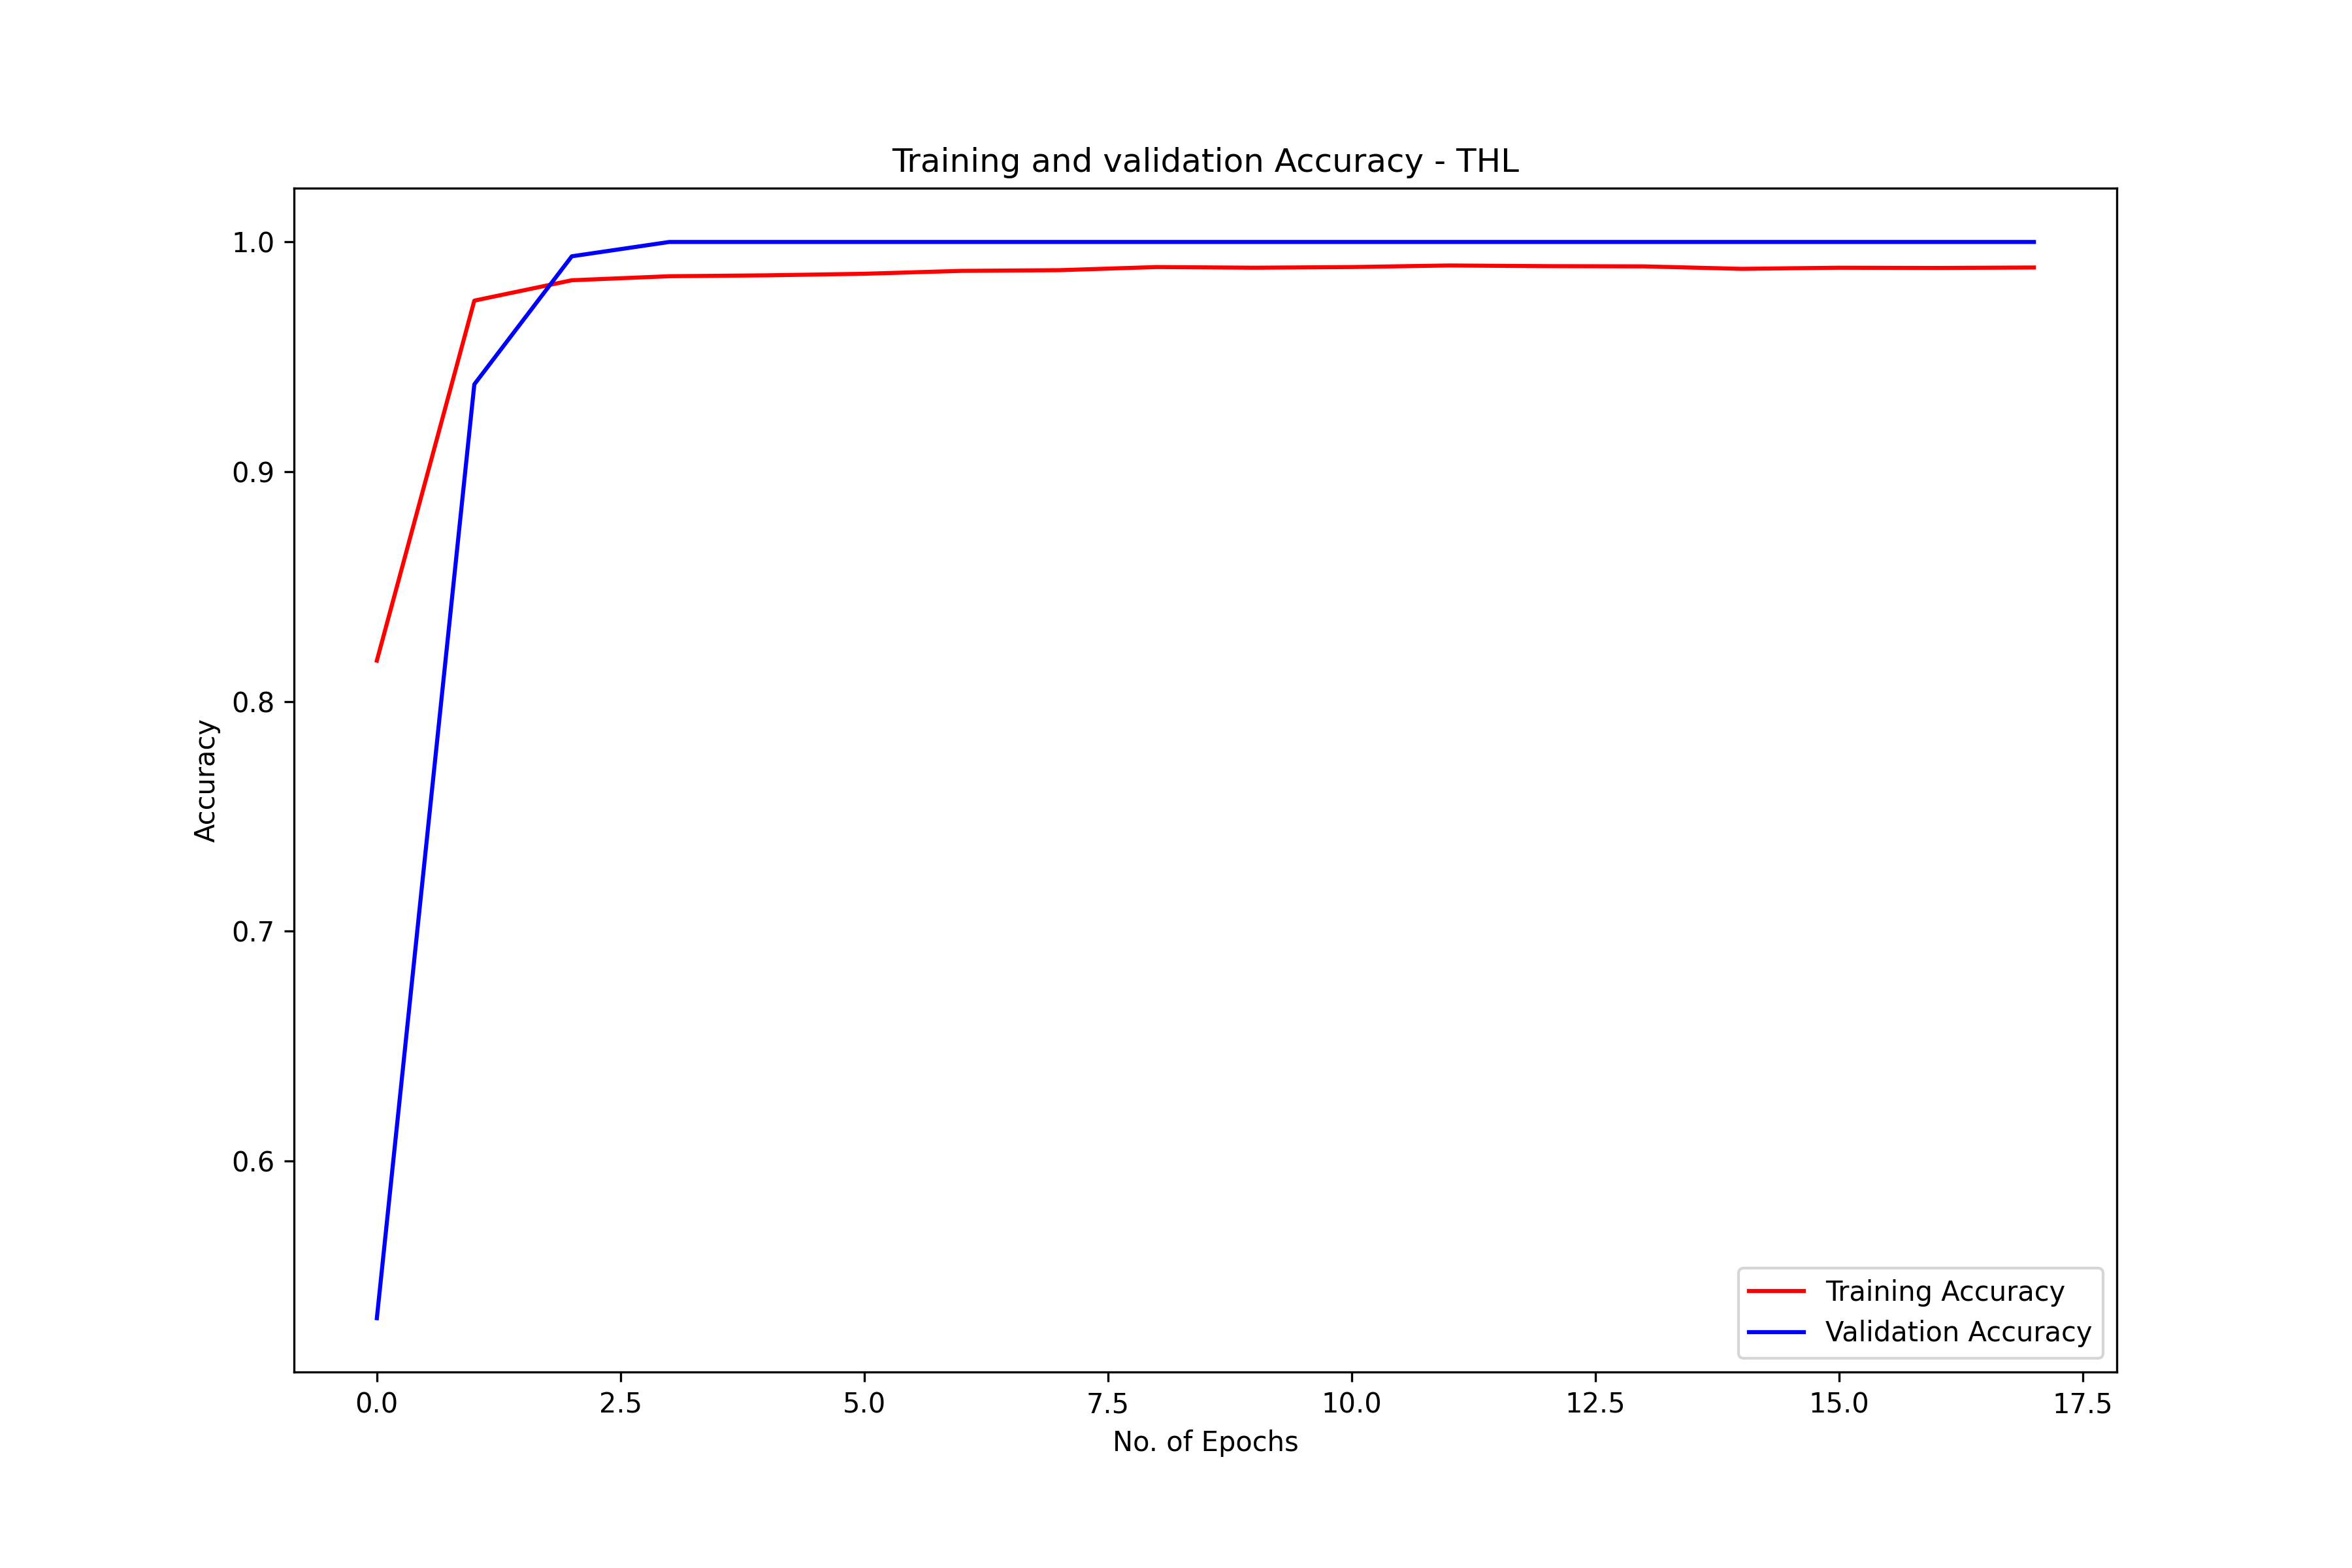 Training and validation Accuracy - THL
1.0
0.9
0.8
0.7
0.6
Accuracy
Training Accuracy
Validation Accuracy
0.0 2.5 5.0 7.5 10.0 12.5 15.0 17.5
No. of Epochs